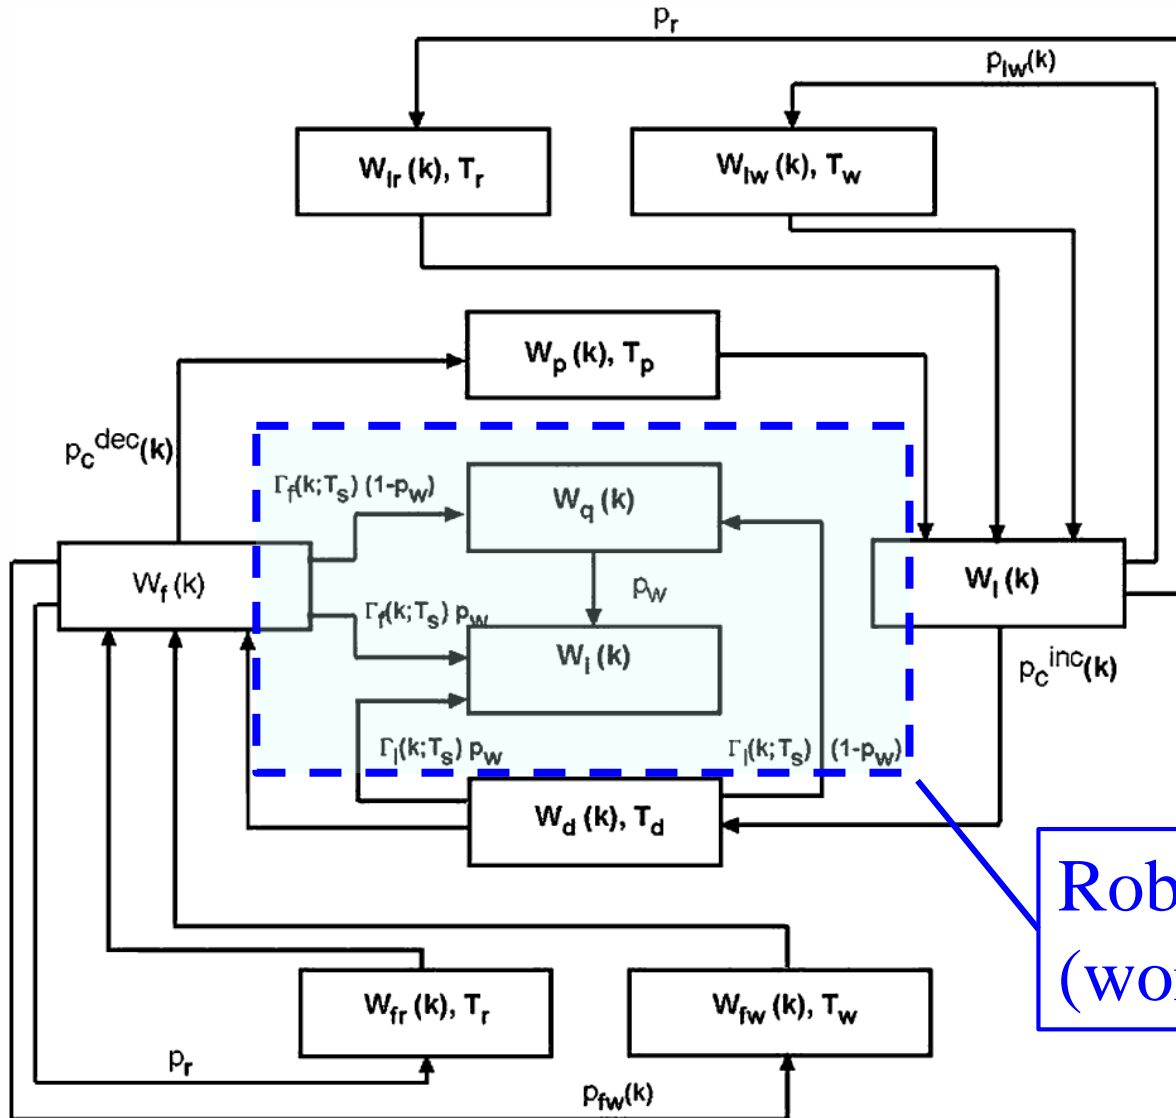 p_r
p_lw(k)
W_lr(k), T_r
W_lw(k), T_w
W_p(k), T_p
p_c^dec(k)
Γ_f(k;T_s) (1-p_w)
W_q(k)
W_f(k)
p_w
W_l(k)
Γ_f(k;T_s) p_w
W_i(k)
p_c^inc(k)
Γ_l(k;T_s) p_w
Γ_l(k;T_s) (1-p_w)
W_d(k), T_d
Rob
(wor
W_fr(k), T_r
W_fw(k), T_w
p_r
p_fw(k)